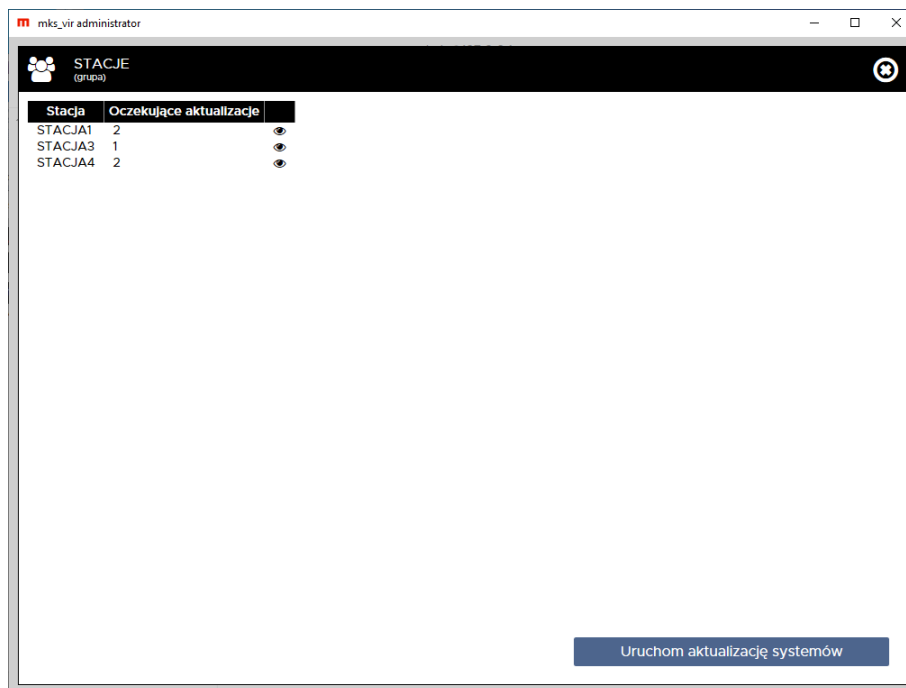 mks_vir administrator
STACJE
(grupa)
Stacja Oczekujące aktualizacje
STACJA1 2
STACJA3 1
STACJA4 2
Uruchom aktualizację systemów